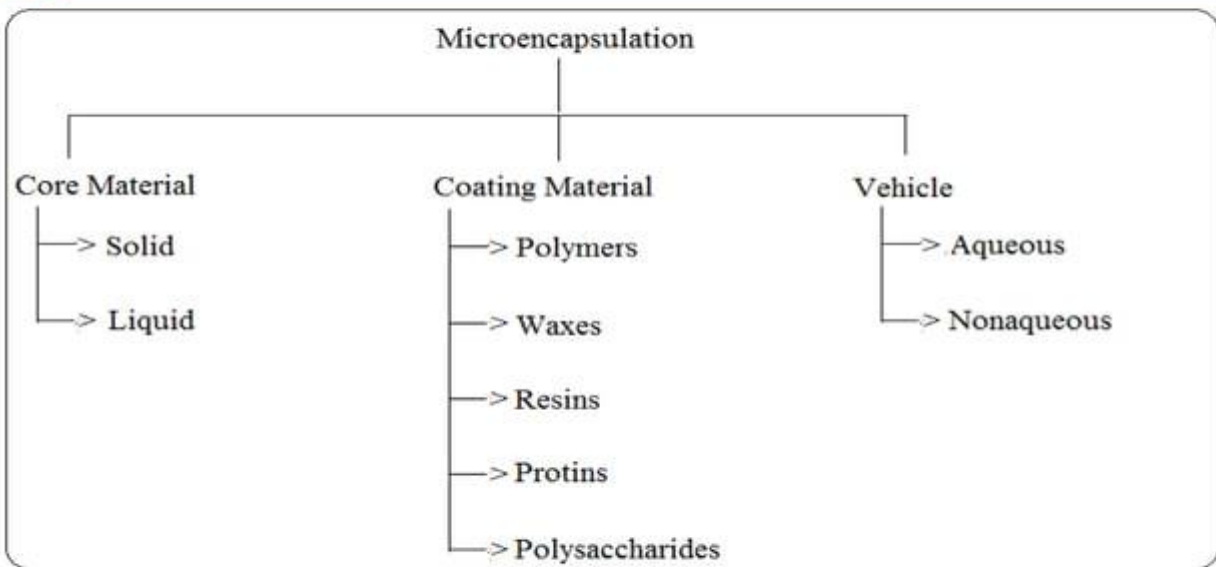 Microencapsulation
Core Material
Solid
Liquid
Coating Material
Polymers
Waxes
Resins
Protins
Polysaccharides
Vehicle
Aqueous
Nonaqueous